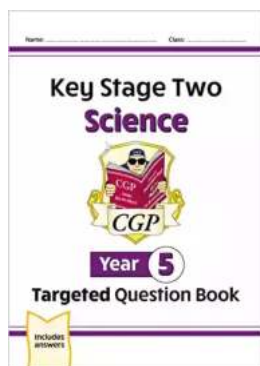 Name: ........................ Class: ........................
Key Stage Two
Science
CGP
CGP
Year 5
Targeted Question Book
Includes
answers